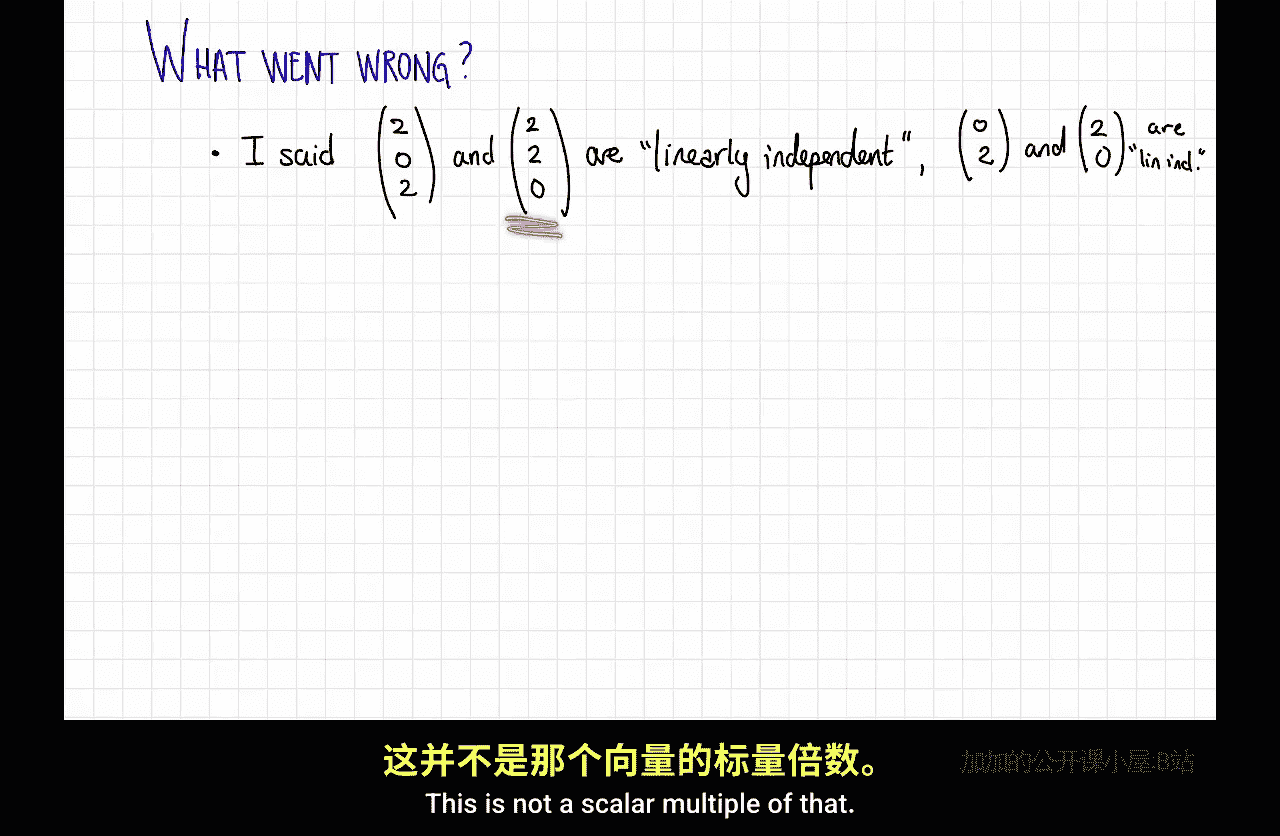 WHAT WENT WRONG?
• I said (2 0 2) and (2 2 0) are "linearly independent", (0 2) and (2 0) are "lin ind."
这并不是那个向量的标量倍数。
加加的公开课小屋:B站
This is not a scalar multiple of that.